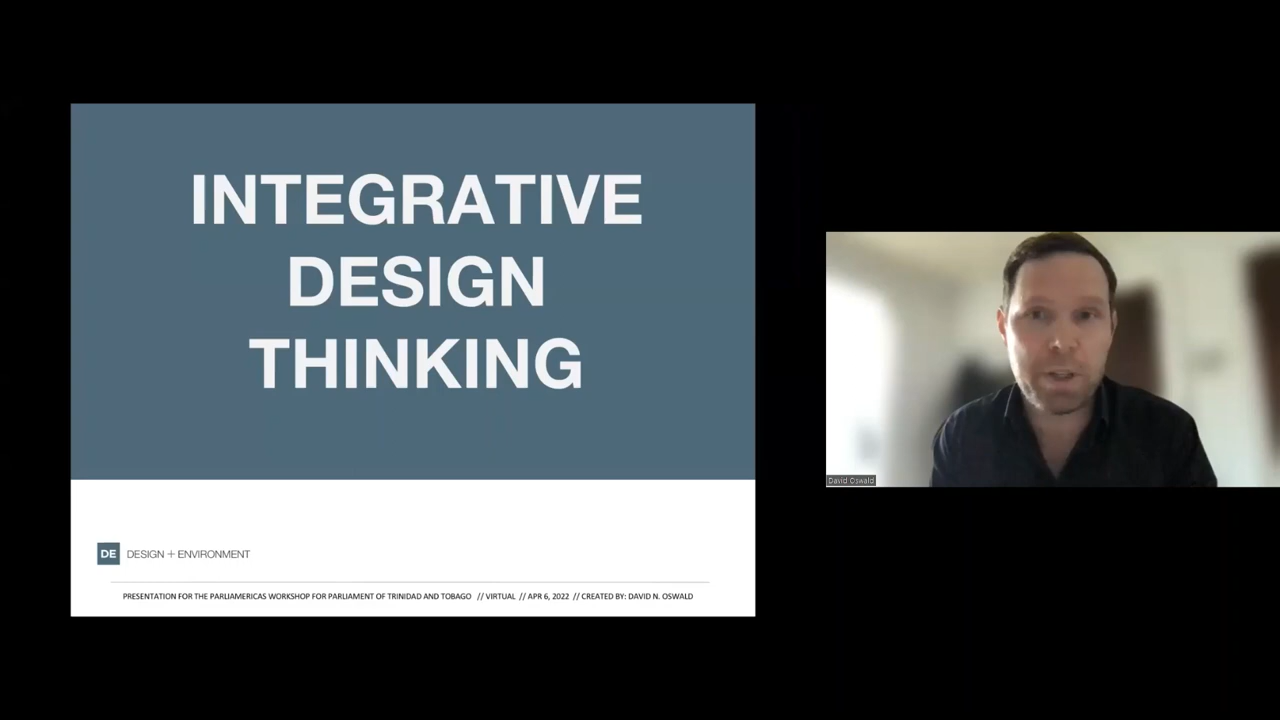 INTEGRATIVE
DESIGN
THINKING
DE DESIGN + ENVIRONMENT
PRESENTATION FOR THE PARLIAMERICAS WORKSHOP FOR PARLIAMENT OF TRINIDAD AND TOBAGO // VIRTUAL // APR 6, 2022 // CREATED BY: DAVID N. OSWALD
David Oswald